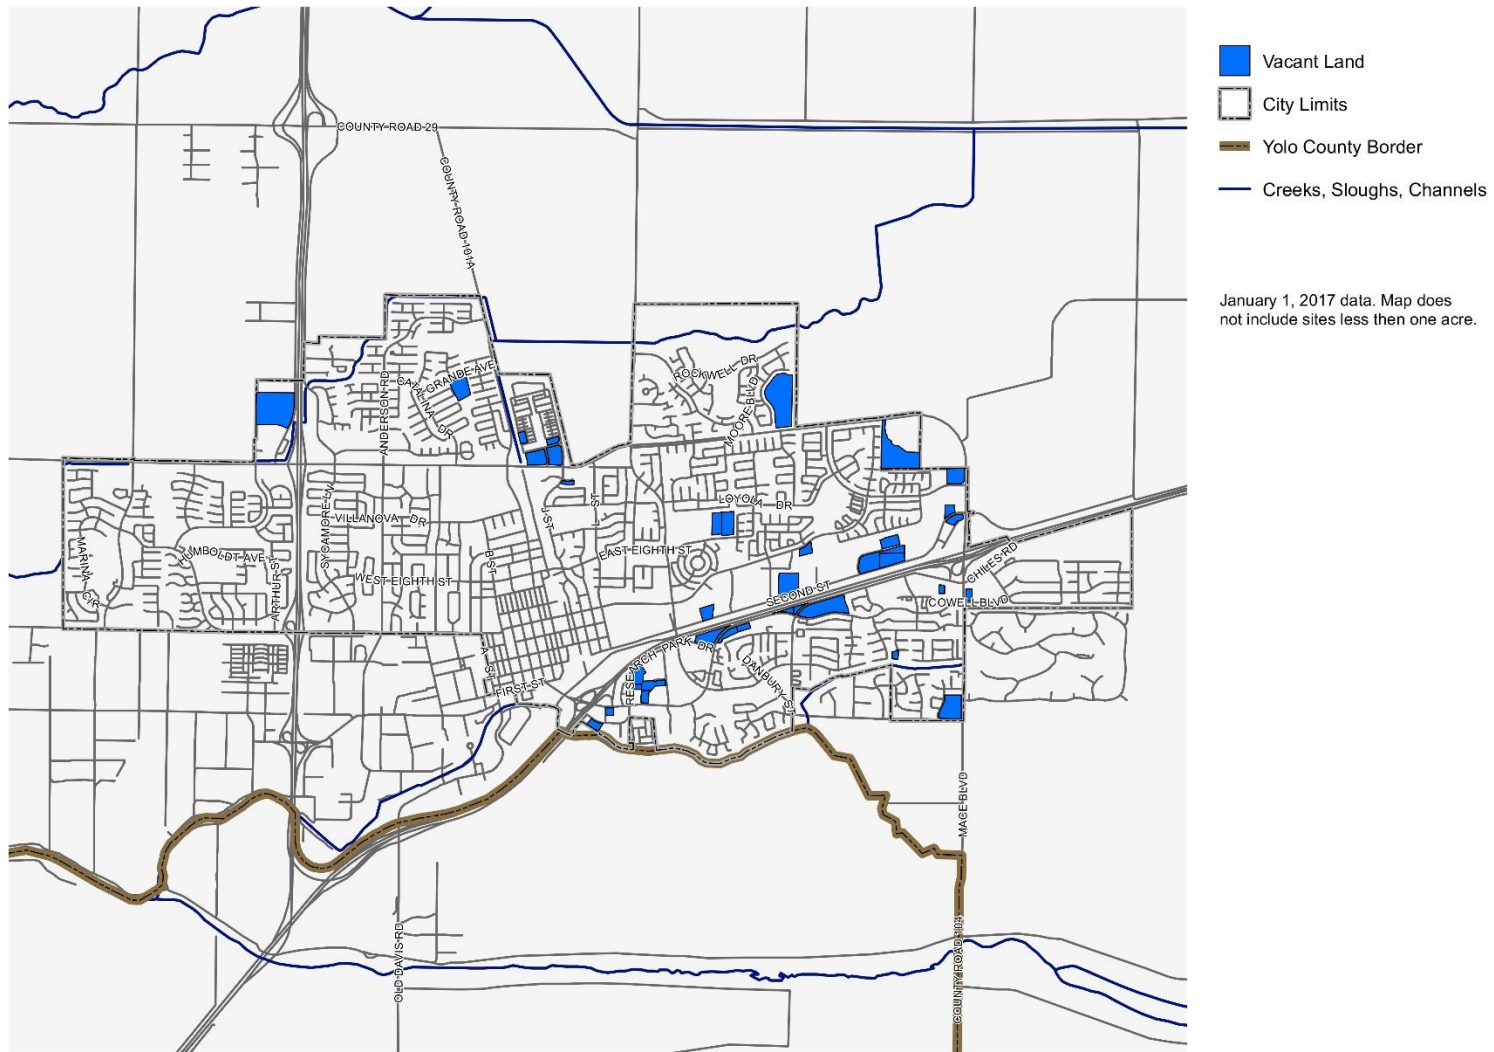 Vacant Land
City Limits
Yolo County Border
Creeks, Sloughs, Channels
January 1, 2017 data. Map does
not include sites less then one acre.
COUNTY ROAD 29
COUNTY ROAD 101A
ROCKWELL DR
GRANDE AVE
CATALINA DR
ANDERSON RD
MOORE BLVD
SYCAMORE LN
VILLANOVA DR
LOYOLA DR
J ST
L ST
B ST
EAST EIGHTH ST
MARINA CIR
HUMBOLDT AVE
ARTHUR ST
WEST EIGHTH ST
SECOND ST
CHILES RD
COWELL BLVD
A ST
FIRST ST
RESEARCH PARK DR
DANBURY ST
MACE BLVD
OLD DAVIS RD
COUNTY ROAD 104